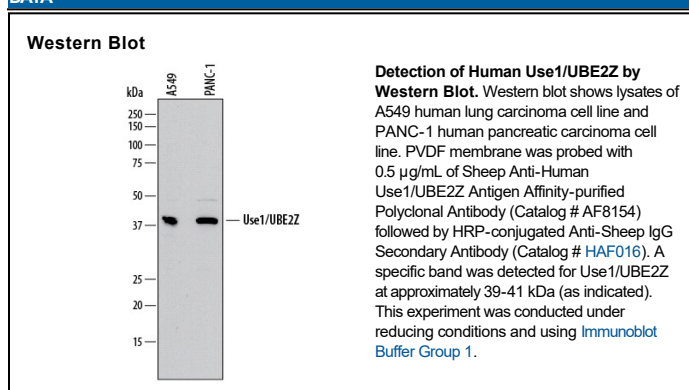 DATA
Western Blot
kDa
A549
PANC-1
250
150
100
75
50
37
25
20
15
Use1/UBE2Z
Detection of Human Use1/UBE2Z by
Western Blot. Western blot shows lysates of
A549 human lung carcinoma cell line and
PANC-1 human pancreatic carcinoma cell
line. PVDF membrane was probed with
0.5 µg/mL of Sheep Anti-Human
Use1/UBE2Z Antigen Affinity-purified
Polyclonal Antibody (Catalog # AF8154)
followed by HRP-conjugated Anti-Sheep IgG
Secondary Antibody (Catalog # HAF016). A
specific band was detected for Use1/UBE2Z
at approximately 39-41 kDa (as indicated).
This experiment was conducted under
reducing conditions and using Immunoblot
Buffer Group 1.